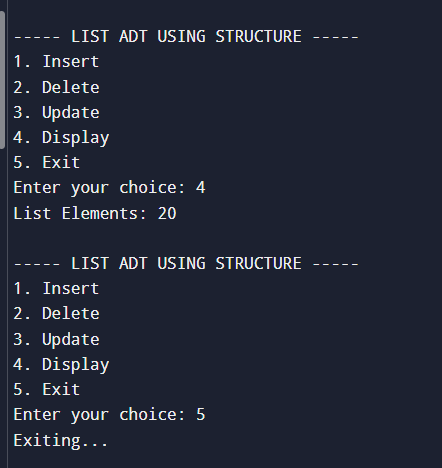 ----- LIST ADT USING STRUCTURE -----
1. Insert
2. Delete
3. Update
4. Display
5. Exit
Enter your choice: 4
List Elements: 20
----- LIST ADT USING STRUCTURE -----
1. Insert
2. Delete
3. Update
4. Display
5. Exit
Enter your choice: 5
Exiting...